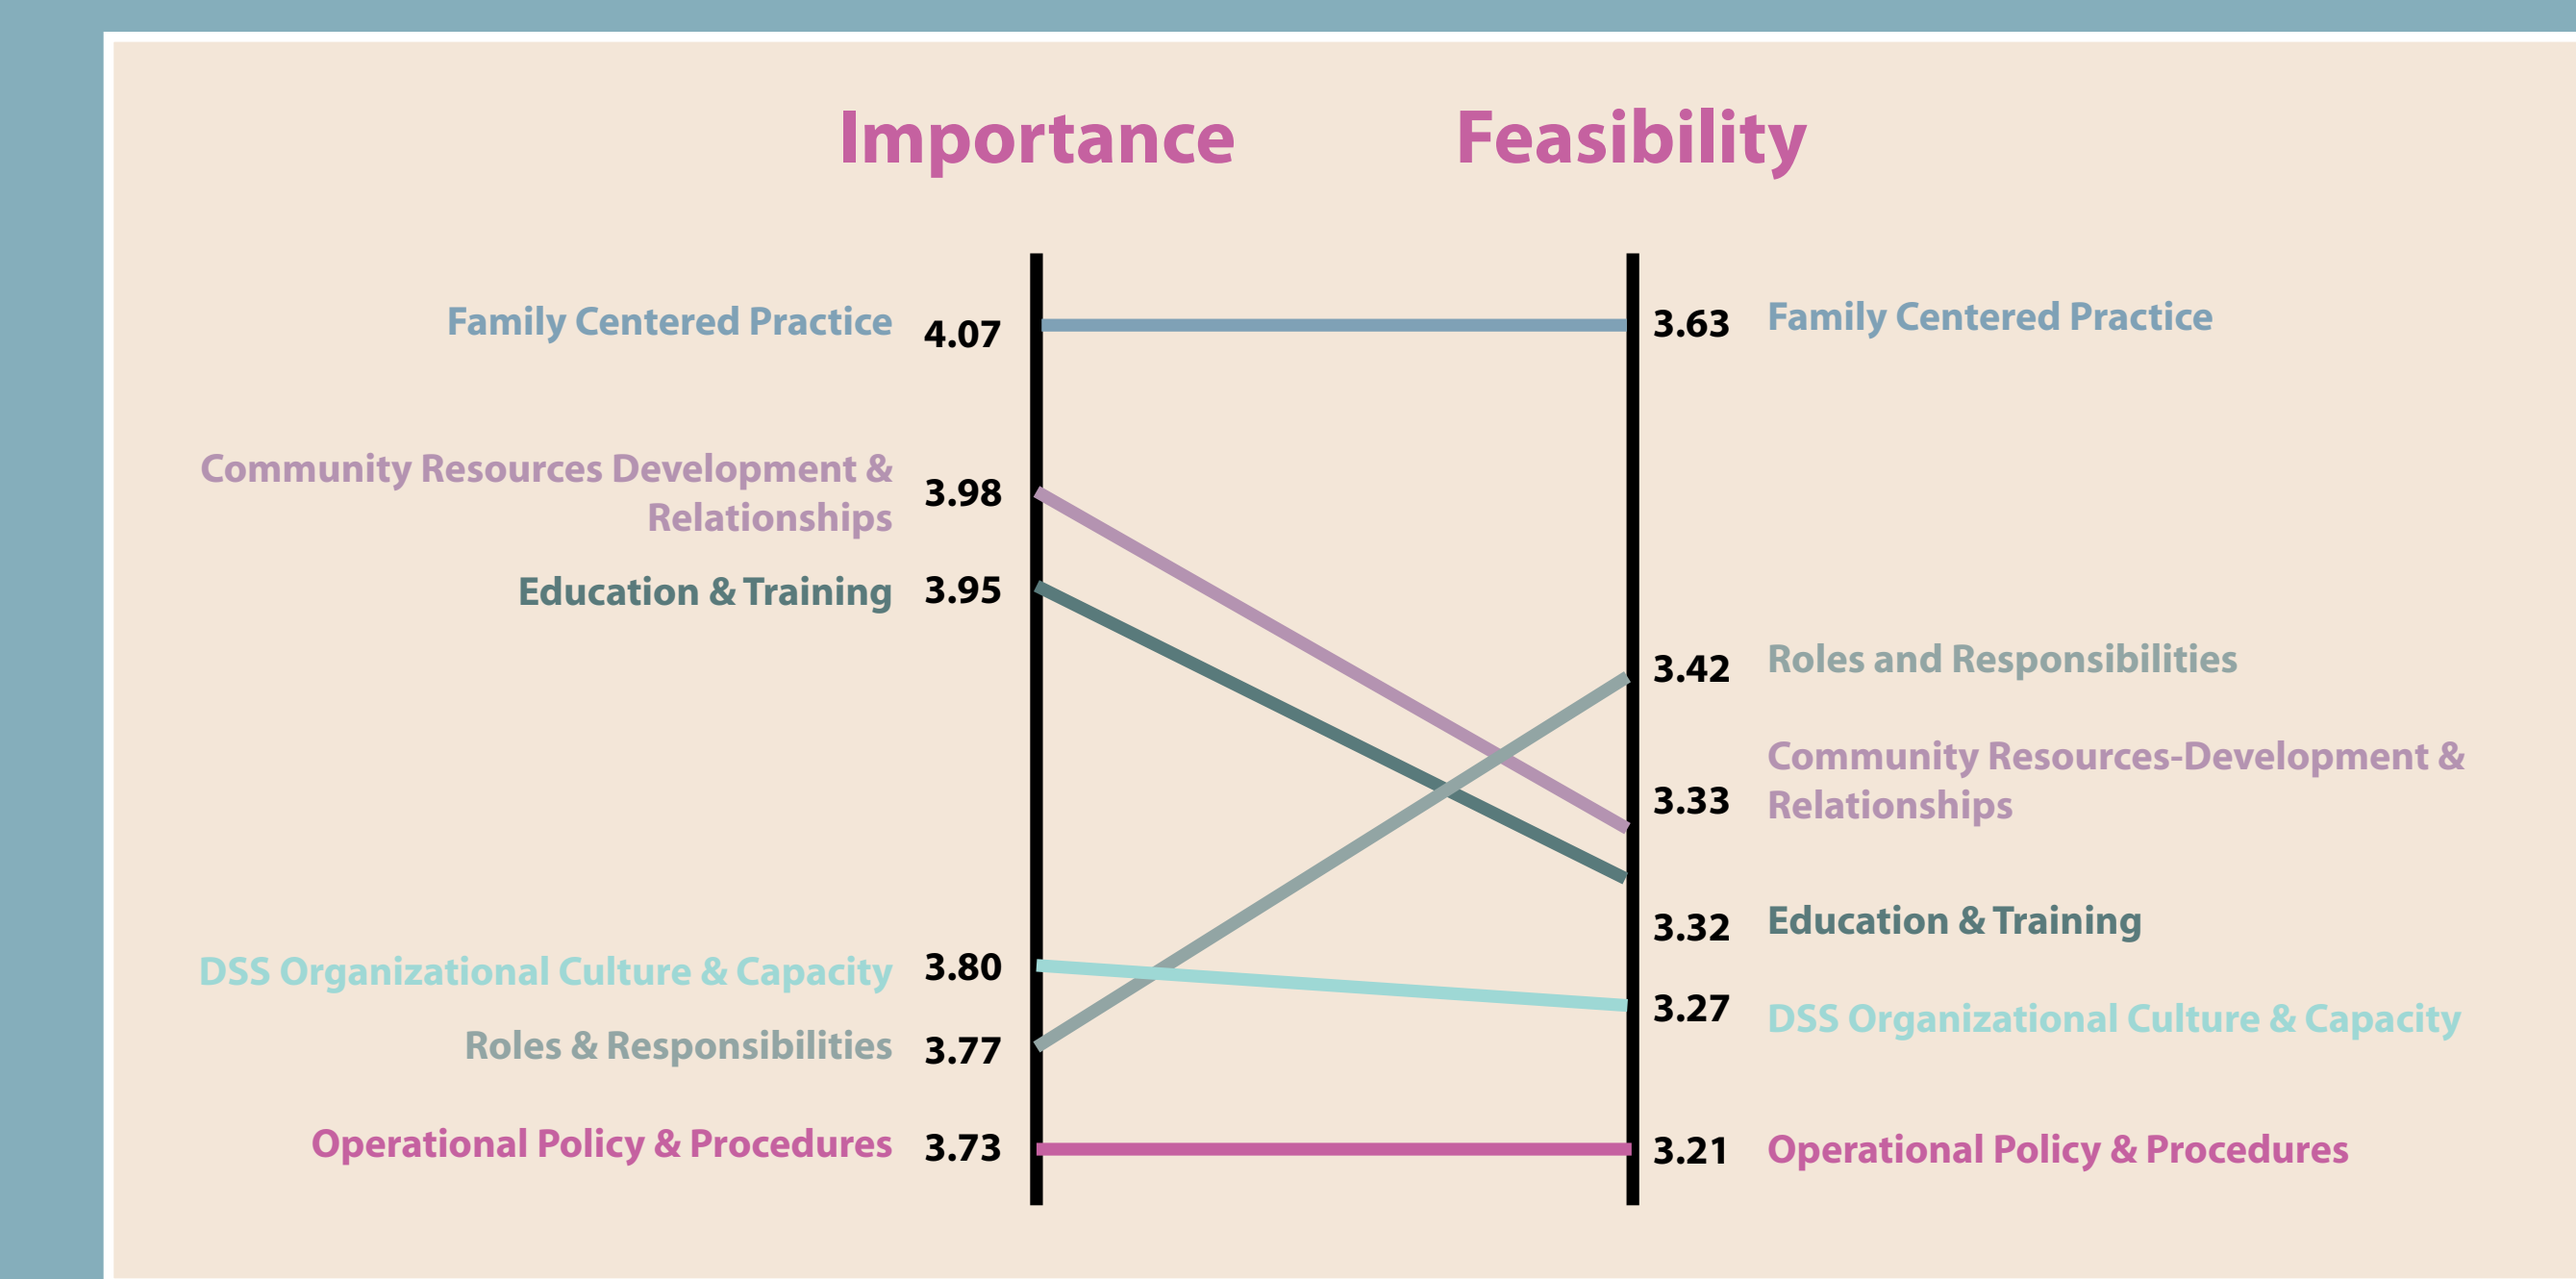 Importance
Feasibility
Family Centered Practice
4.07
Community Resources Development &
Relationships
3.98
Education & Training
3.95
DSS Organizational Culture & Capacity
3.80
Roles & Responsibilities
3.77
Operational Policy & Procedures
3.73
3.63
Family Centered Practice
3.42
Roles and Responsibilities
3.33
Community Resources-Development &
Relationships
3.32
Education & Training
3.27
DSS Organizational Culture & Capacity
3.21
Operational Policy & Procedures